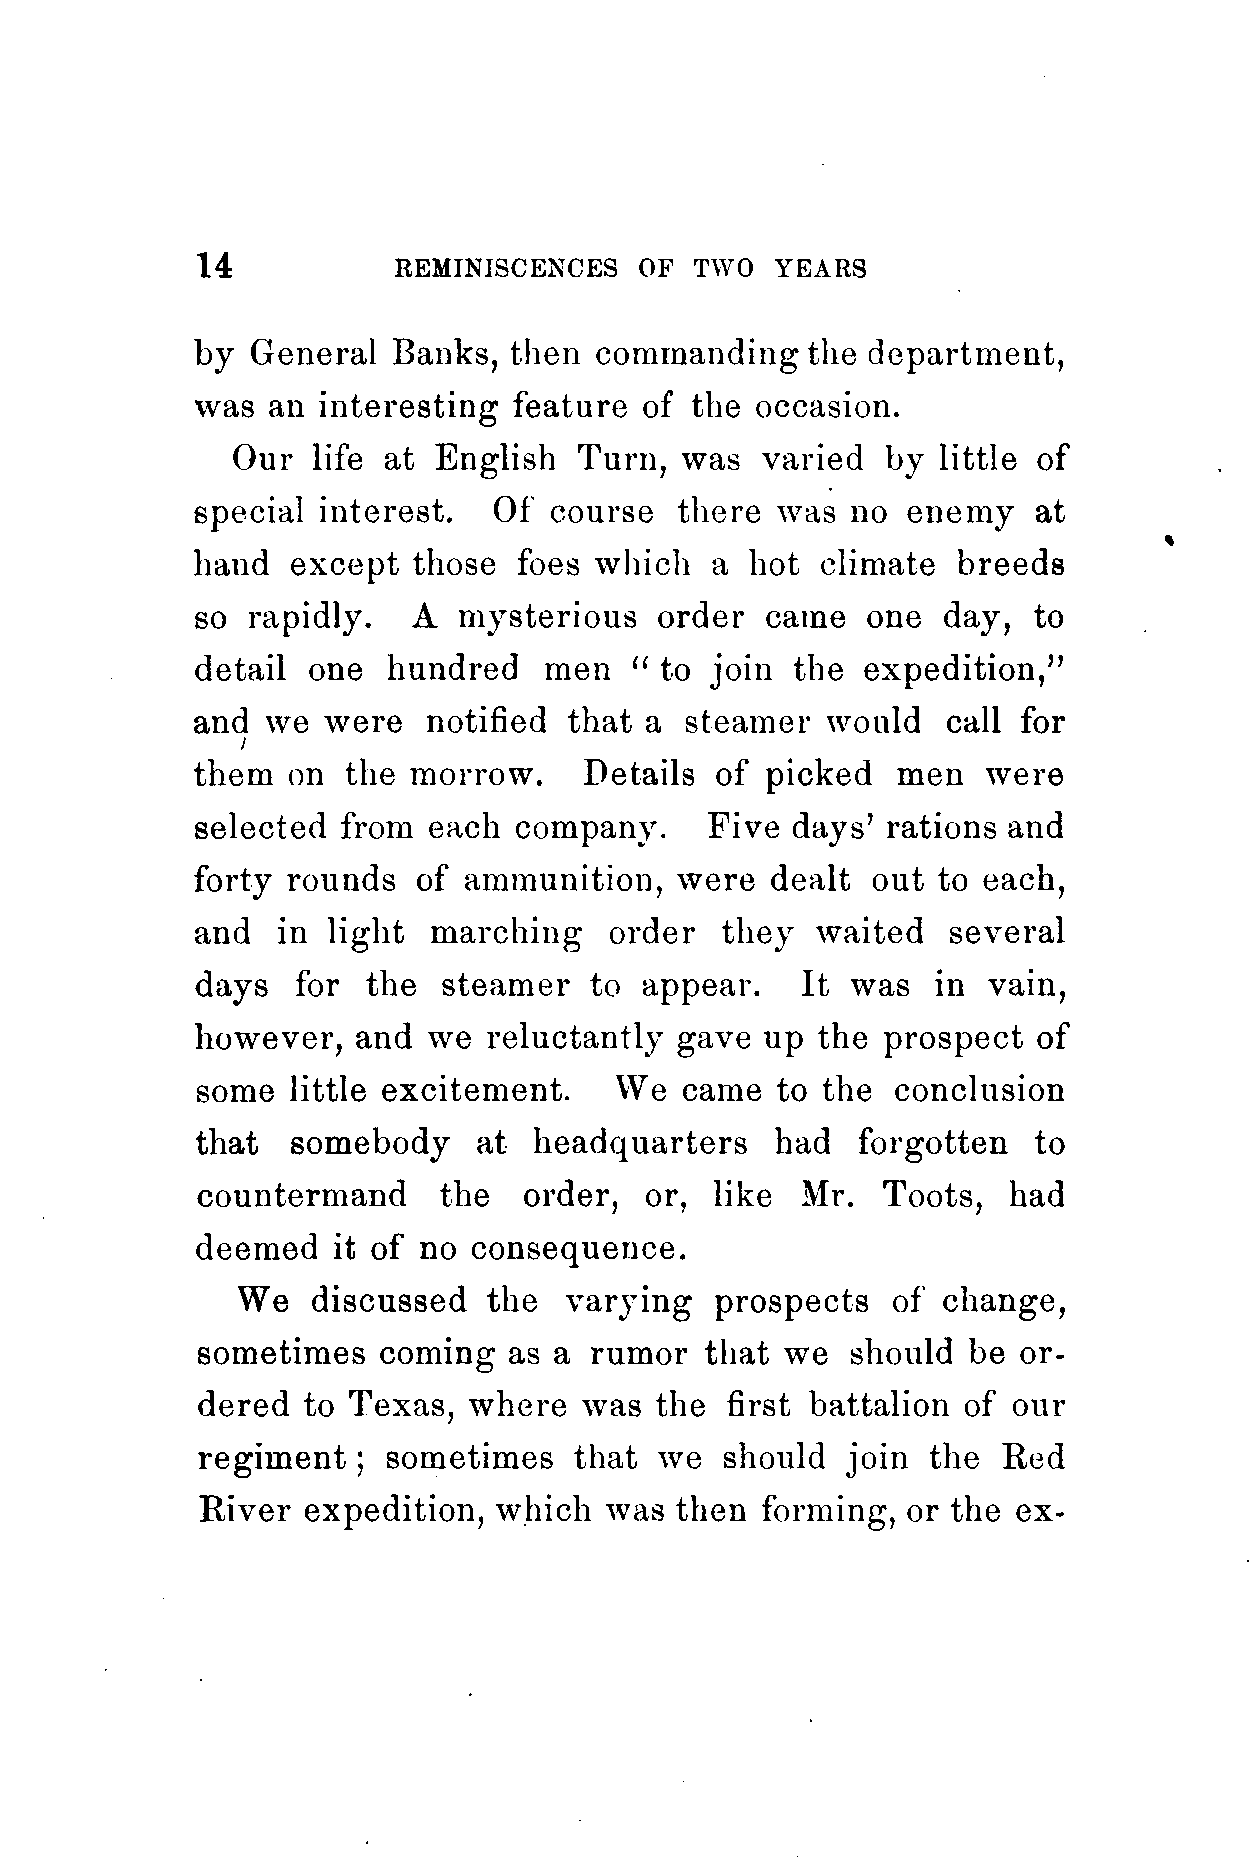 14 REMINISCENCES OF TWO YEARS
by General Banks, then commanding the department,
was an interesting feature of the occasion.
Our life at English Turn, was varied by little of
special interest. Of course there was no enemy at
hand except those foes which a hot climate breeds
so rapidly. A mysterious order came one day, to
detail one hundred men “ to join the expedition,”
and we were notified that a steamer would call for
them on the morrow. Details of picked men were
selected from each company. Five days’ rations and
forty rounds of ammunition, were dealt out to each,
and in light marching order they waited several
days for the steamer to appear. It was in vain,
however, and we reluctantly gave up the prospect of
some little excitement. We came to the conclusion
that somebody at headquarters had forgotten to
countermand the order, or, like Mr. Toots, had
deemed it of no consequence.
We discussed the varying prospects of change,
sometimes coming as a rumor that we should be or-
dered to Texas, where was the first battalion of our
regiment ; sometimes that we should join the Red
River expedition, which was then forming, or the ex-